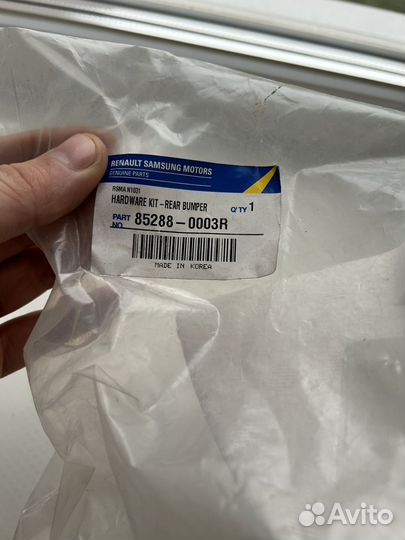 RENAULT SAMSUNG MOTORS
GENUINE PARTS
RSMA N1031
HARDWARE KIT-REAR BUMPER Q'TY 1
PART NO 85288-0003R
MADE IN KOREA
Avito